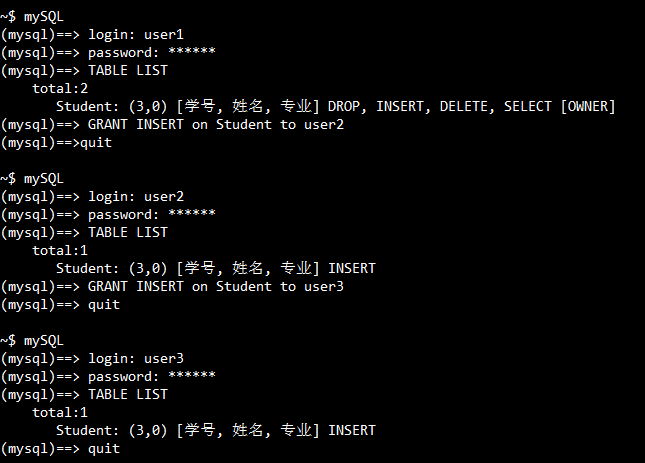 ~$ mySQL
(mysql)==> login: user1
(mysql)==> password: ******
(mysql)==> TABLE LIST
total:2
Student: (3,0) [学号, 姓名, 专业] DROP, INSERT, DELETE, SELECT [OWNER]
(mysql)==> GRANT INSERT on Student to user2
(mysql)==>quit
~$ mySQL
(mysql)==> login: user2
(mysql)==> password: ******
(mysql)==> TABLE LIST
total:1
Student: (3,0) [学号, 姓名, 专业] INSERT
(mysql)==> GRANT INSERT on Student to user3
(mysql)==> quit
~$ mySQL
(mysql)==> login: user3
(mysql)==> password: ******
(mysql)==> TABLE LIST
total:1
Student: (3,0) [学号, 姓名, 专业] INSERT
(mysql)==> quit